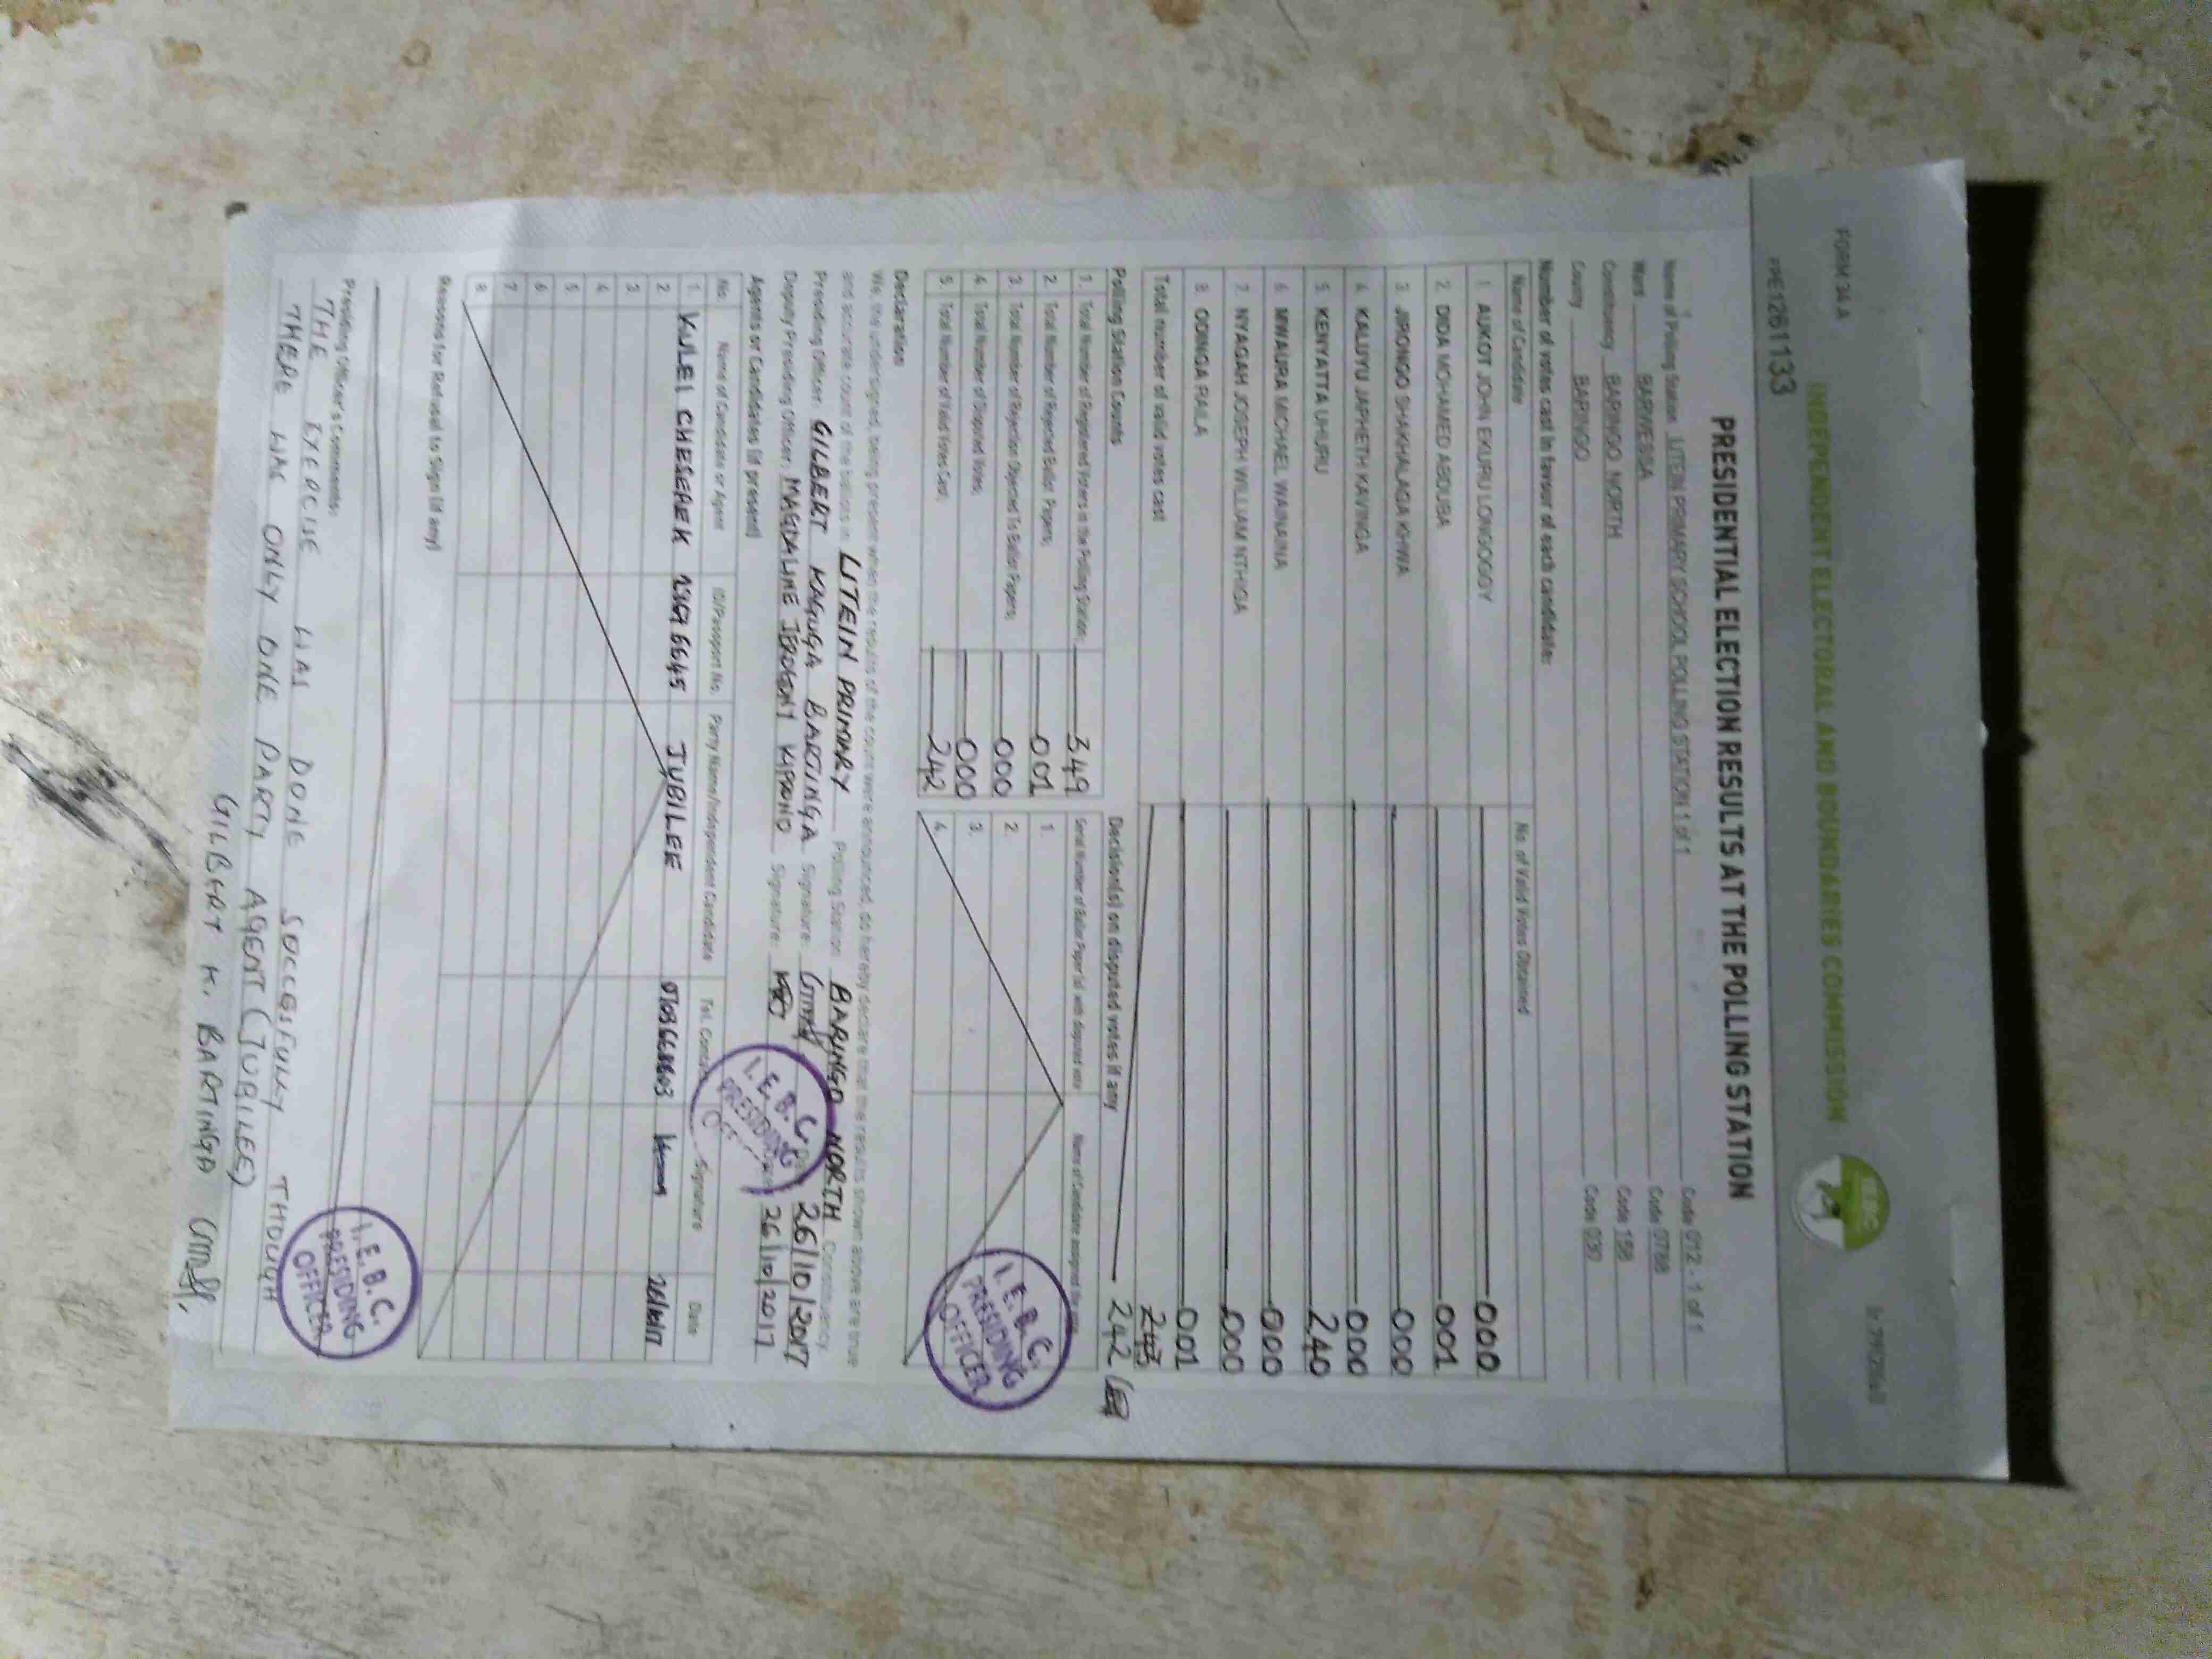 FORM 34A
INDEPENDENT ELECTORAL AND BOUNDARIES COMMISSION
IEBC
PRESIDENTIAL ELECTION RESULTS AT THE POLLING STATION
Name of Polling Station LITEIN PRIMARY SCHOOL POLLING STATION 1 of 1 Code 012 - 1 of 1
Ward BARWESSA Code 0788
Constituency BARINGO NORTH Code 158
County BARINGO Code 030
Number of votes cast in favour of each candidate:
Name of Candidate No. of Valid Votes Obtained
1. AUKOT JOHN EKURU LONGOGGY 000
2. DIDA MOHAMED ABDUBA 001
3. JIRONGO SHAKHALAGA KHWA 000
4. KALUYU JAPHETH KAVINGA 000
5. KENYATTA UHURU 240
6. MWAURA MICHAEL WAINAINA 000
7. NYAGAH JOSEPH WILLIAM NTHIGA 000
8. ODINGA RAILA 001
Total number of valid votes cast 242
Polling Station Counts
1. Total Number of Registered Voters in the Polling Station; 349
2. Total Number of Rejected Ballot Papers; 001
3. Total Number of Rejection Objected To Ballot Papers; 000
4. Total Number of Disputed Votes; 000
5. Total Number of Valid Votes Cast; 242
Decision(s) on disputed votes if any
Serial Number of Ballot Paper(s) with disputed vote Name of Candidate assigned the vote
1.
2.
3.
4.
I.E.B.C. PRESIDING OFFICER
Declaration
We, the undersigned, being present when the results of the count were announced, do hereby declare that the results shown above are true
and accurate count of the ballots in LITEIN PRIMARY Polling Station BARINGO NORTH Constituency.
Presiding Officer: GILBERT KAGUGA BARTINGA Signature: 26/10/2017
Deputy Presiding Officer: MAGDALINE KIPRONO Signature: 26/10/2017
I.E.B.C. PRESIDING
Agents or Candidates (if present)
No. Name of Candidate or Agent ID/Passport No. Party Name/Independent Candidate Tel. Contact Signature Date
1. KULEI CHESEREK 23676645 JUBILEE 26/10/17
2.
3.
4.
5.
6.
7.
8.
Reasons for Refusal to Sign (if any)
Presiding Officer's Comments:
THE EXERCISE WAS DONE SUCCESSFULLY THOUGH
THERE WAS ONLY ONE PARTY AGENT (JUBILEE)
GILBERT K. BARTINGA
I.E.B.C. PRESIDING OFFICER